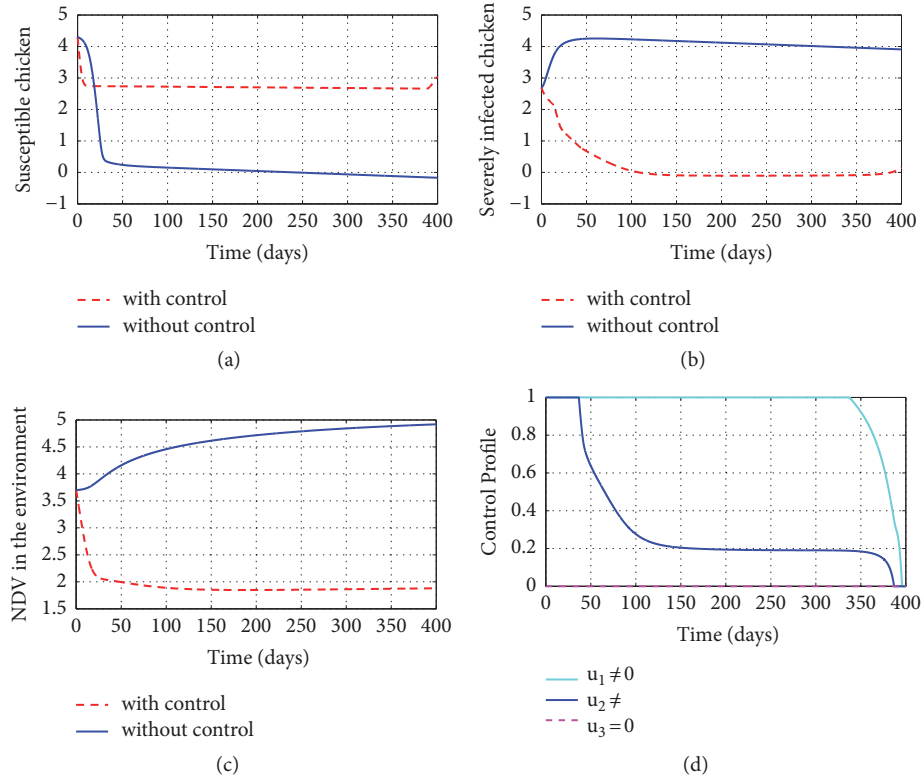 Susceptible chicken
5
4
3
2
1
0
−1
0 50 100 150 200 250 300 350 400
Time (days)
with control
without control
(a)
Severely infected chicken
5
4
3
2
1
0
−1
0 50 100 150 200 250 300 350 400
Time (days)
with control
without control
(b)
NDV in the environment
5
4.5
4
3.5
3
2.5
2
1.5
0 50 100 150 200 250 300 350 400
Time (days)
with control
without control
(c)
Control Profile
1
0.8
0.6
0.4
0.2
0
0 50 100 150 200 250 300 350 400
Time (days)
u₁ ≠ 0
u₂ ≠
u₃ = 0
(d)